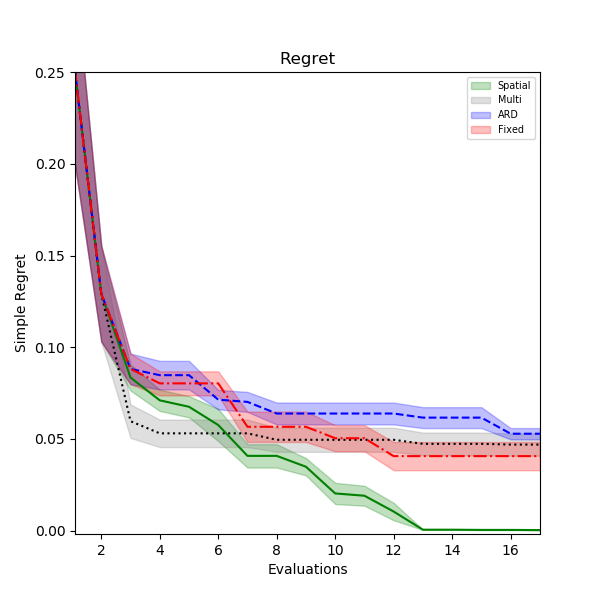 Regret
0.25
0.20
0.15
0.10
0.05
0.00
Simple Regret
Spatial
Multi
ARD
Fixed
2 4 6 8 10 12 14 16
Evaluations